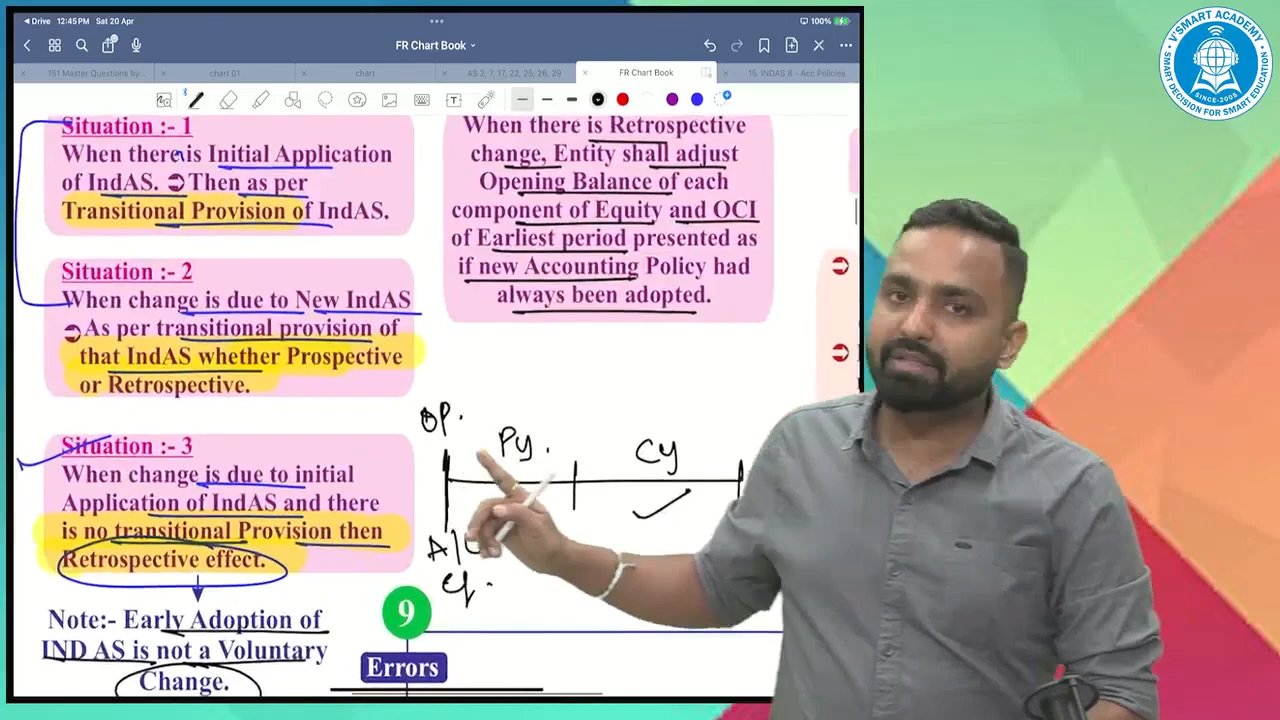 Drive 12:45 PM Sat 20 Apr
100%
FR Chart Book
151 Master Questions by...
chart 01
chart
AS 2, 7, 17, 22, 25, 26, 29
FR Chart Book
15. INDAS 8 - Acc Policies
Situation :- 1
When there is Initial Application
of IndAS. ➲ Then as per
Transitional Provision of IndAS.
Situation :- 2
When change is due to New IndAS
➲ As per transitional provision of
that IndAS whether Prospective
or Retrospective.
Situation :- 3
When change is due to initial
Application of IndAS and there
is no transitional Provision then
Retrospective effect.
Note:- Early Adoption of
IND AS is not a Voluntary
Change.
When there is Retrospective
change, Entity shall adjust
Opening Balance of each
component of Equity and OCI
of Earliest period presented as
if new Accounting Policy had
always been adopted.
OP.
Py.
Cy
9
Errors
V'SMART ACADEMY
SINCE-2005
SMART DECISION FOR SMART EDUCATION